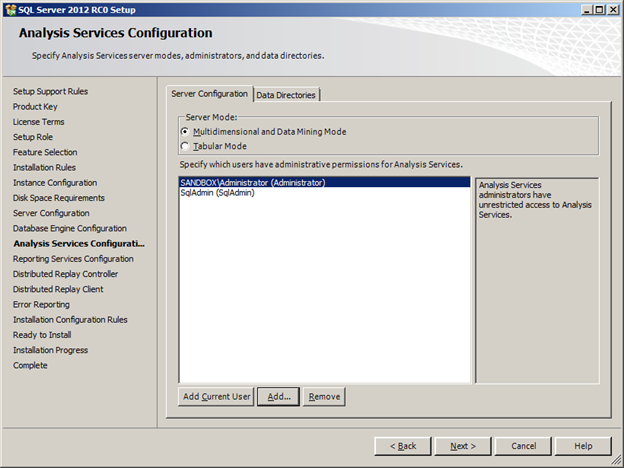 SQL Server 2012 RC0 Setup
Analysis Services Configuration
Specify Analysis Services server modes, administrators, and data directories.
Setup Support Rules
Product Key
License Terms
Setup Role
Feature Selection
Installation Rules
Instance Configuration
Disk Space Requirements
Server Configuration
Database Engine Configuration
Analysis Services Configurati...
Reporting Services Configuration
Distributed Replay Controller
Distributed Replay Client
Error Reporting
Installation Configuration Rules
Ready to Install
Installation Progress
Complete
Server Configuration
Data Directories
Server Mode:
Multidimensional and Data Mining Mode
Tabular Mode
Specify which users have administrative permissions for Analysis Services.
SANDBOX\Administrator (Administrator)
SqlAdmin (SqlAdmin)
Analysis Services
administrators have
unrestricted access to Analysis
Services.
Add Current User
Add...
Remove
< Back
Next >
Cancel
Help